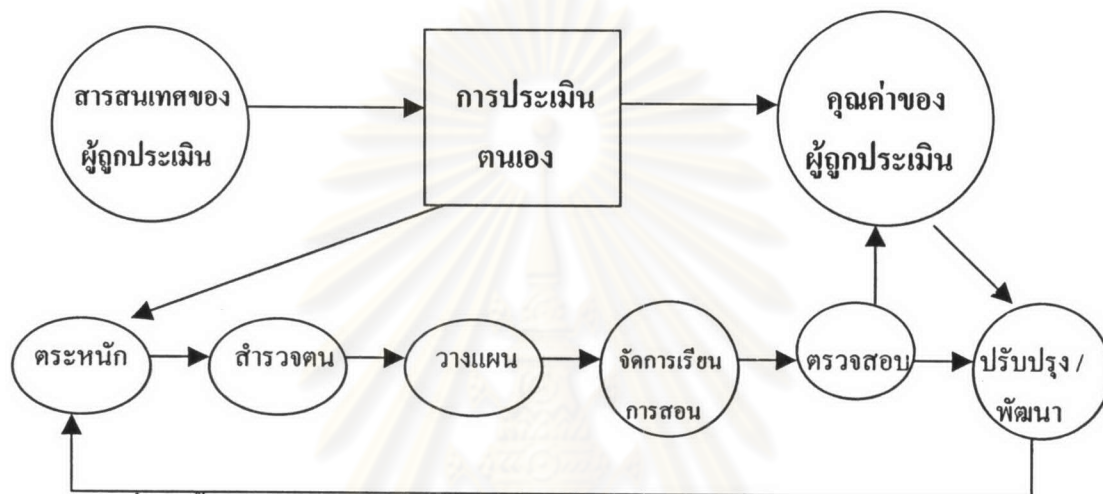 สารสนเทศของ
ผู้ถูกประเมิน
การประเมิน
ตนเอง
คุณค่าของ
ผู้ถูกประเมิน
ตระหนัก
สำรวจตน
วางแผน
จัดการเรียน
การสอน
ตรวจสอบ
ปรับปรุง /
พัฒนา